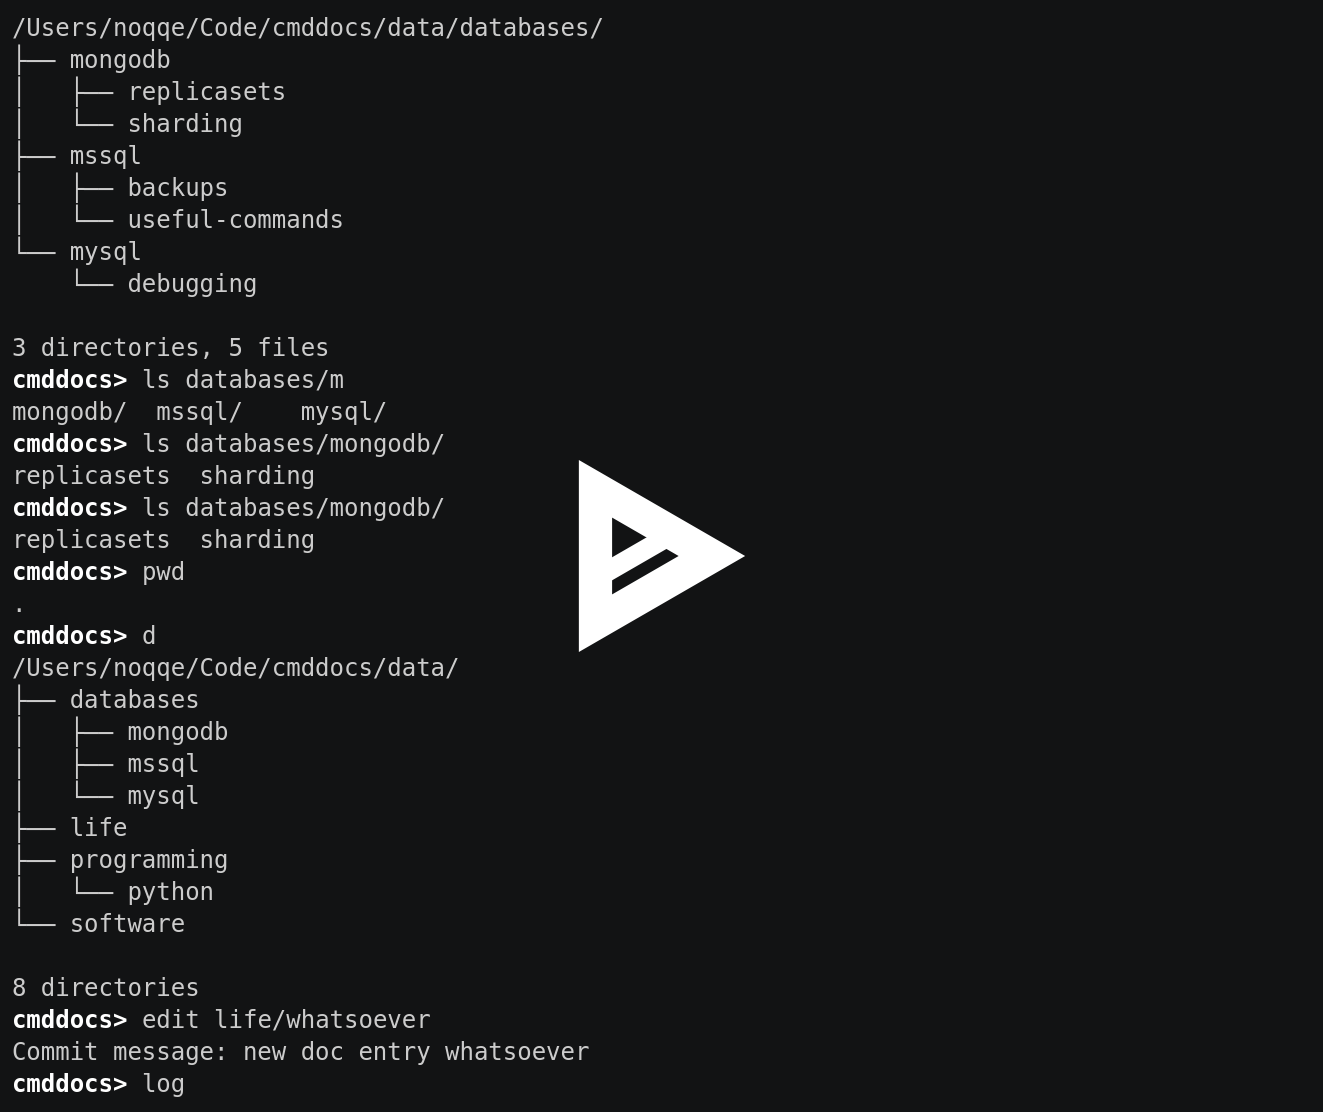 /Users/noqqe/Code/cmddocs/data/databases/
├── mongodb
│   ├── replicasets
│   └── sharding
├── mssql
│   ├── backups
│   └── useful-commands
└── mysql
    └── debugging

3 directories, 5 files
cmddocs> ls databases/m
mongodb/  mssql/    mysql/
cmddocs> ls databases/mongodb/
replicasets  sharding
cmddocs> ls databases/mongodb/
replicasets  sharding
cmddocs> pwd
.
cmddocs> d
/Users/noqqe/Code/cmddocs/data/
├── databases
│   ├── mongodb
│   ├── mssql
│   └── mysql
├── life
├── programming
│   └── python
└── software

8 directories
cmddocs> edit life/whatsoever
Commit message: new doc entry whatsoever
cmddocs> log